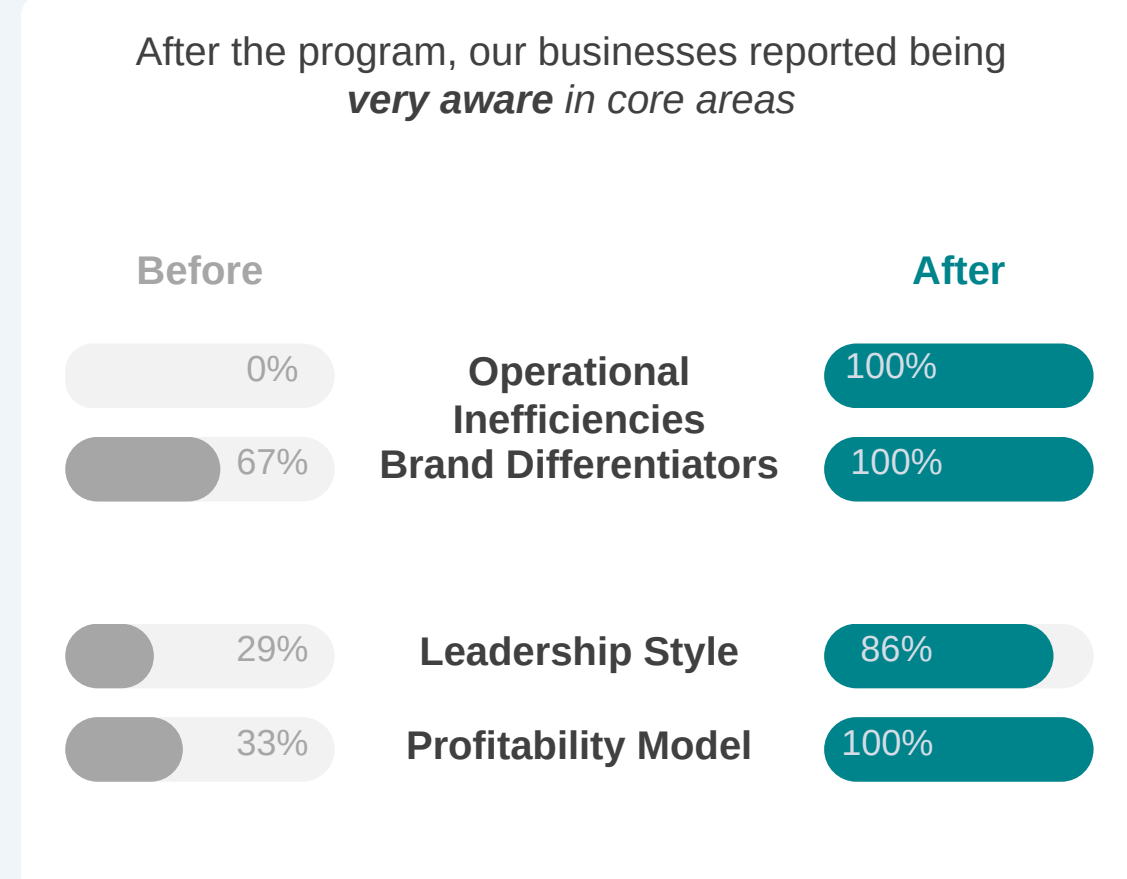 After the program, our businesses reported being
very aware in core areas
Before
After
0%
Operational
Inefficiencies
100%
67%
Brand Differentiators
100%
29%
Leadership Style
86%
33%
Profitability Model
100%